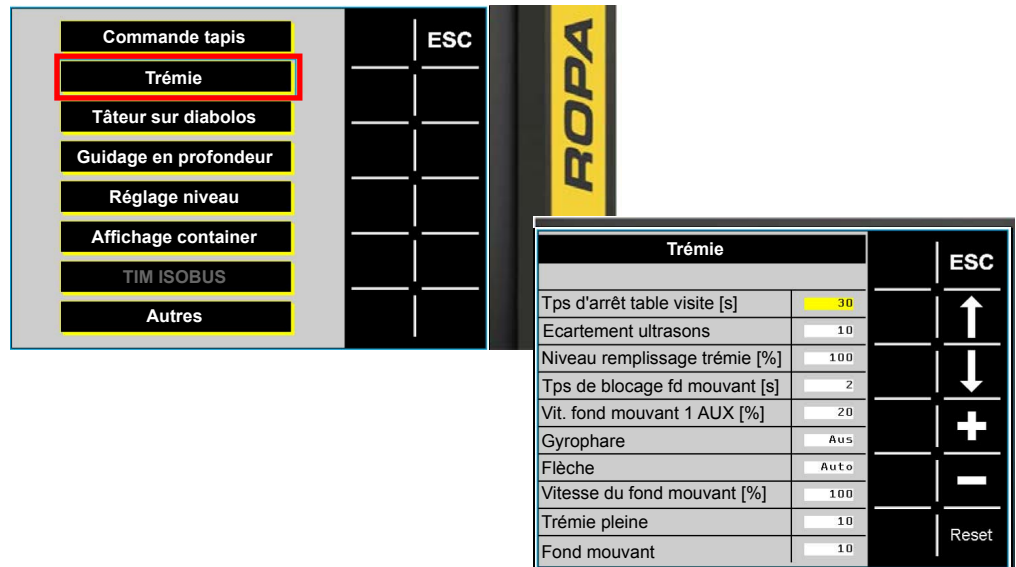 Commande tapis
ESC
Trémie
Tâteur sur diabolos
Guidage en profondeur
Réglage niveau
Affichage container
TIM ISOBUS
Autres
ROPA
Trémie
ESC
Tps d'arrêt table visite [s] 30
Ecartement ultrasons 10
Niveau remplissage trémie [%] 100
Tps de blocage fd mouvant [s] 2
Vit. fond mouvant 1 AUX [%] 20
Gyrophare Aus
Flèche Auto
Vitesse du fond mouvant [%] 100
Trémie pleine 10
Reset
Fond mouvant 10